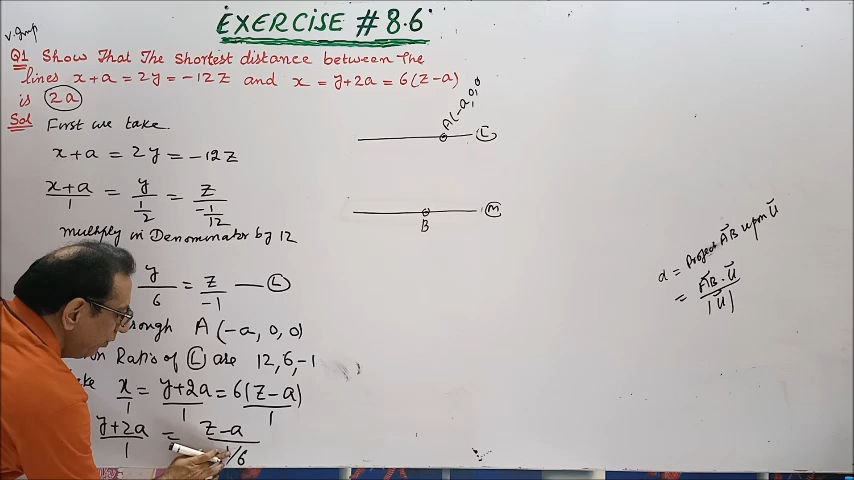 EXERCISE # 8.6
V. Imp
Q1 Show That The shortest distance between the
lines x+a = 2y = -12z and x = y+2a = 6(z-a)
is 2a
Sol First we take.
x+a = 2y = -12z
x+a/1 = y/(1/2) = z/(-1/12)
multiply in Denominator by 12
y/6 = z/-1 — L
A (-a, 0, 0)
Ratio's of L are 12, 6, -1
x/1 = y+2a/1 = 6(z-a)/1
y+2a/1 = z-a/1/6
A(-a,0,0
L
M
B
d = Project AB⃗ upon U⃗
= AB⃗ . U⃗ / |U⃗|